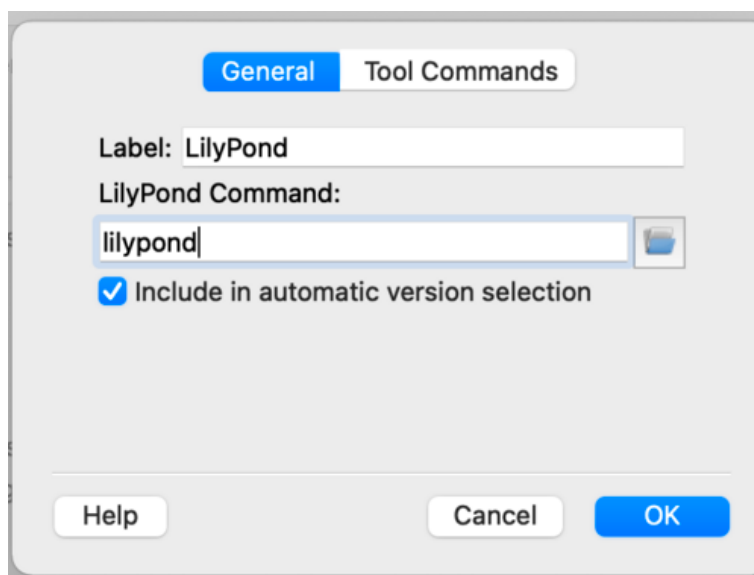 General Tool Commands
Label: LilyPond
LilyPond Command:
lilypond
Include in automatic version selection
Help Cancel OK